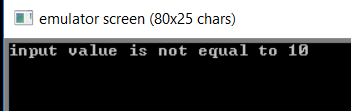 emulator screen (80x25 chars)
input value is not equal to 10